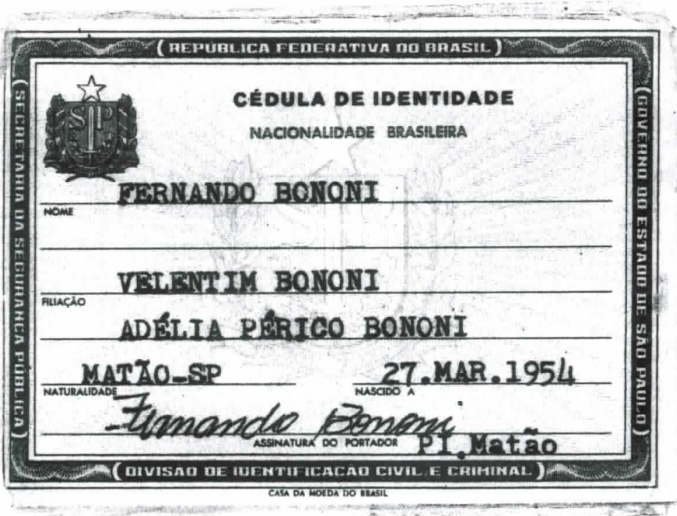 REPÚBLICA FEDERATIVA DO BRASIL
SECRETARIA DA SEGURANÇA PÚBLICA
GOVERNO DO ESTADO DE SÃO PAULO
SP
CÉDULA DE IDENTIDADE
NACIONALIDADE BRASILEIRA
FERNANDO BONONI
NOME
VELENTIM BONONI
FILIAÇÃO
ADÉLIA PÉRICO BONONI
MATÃO-SP 27.MAR.1954
NATURALIDADE NASCIDO A
Fernando Bononi
ASSINATURA DO PORTADOR PI.Matão
DIVISÃO DE IDENTIFICAÇÃO CIVIL E CRIMINAL
CASA DA MOEDA DO BRASIL